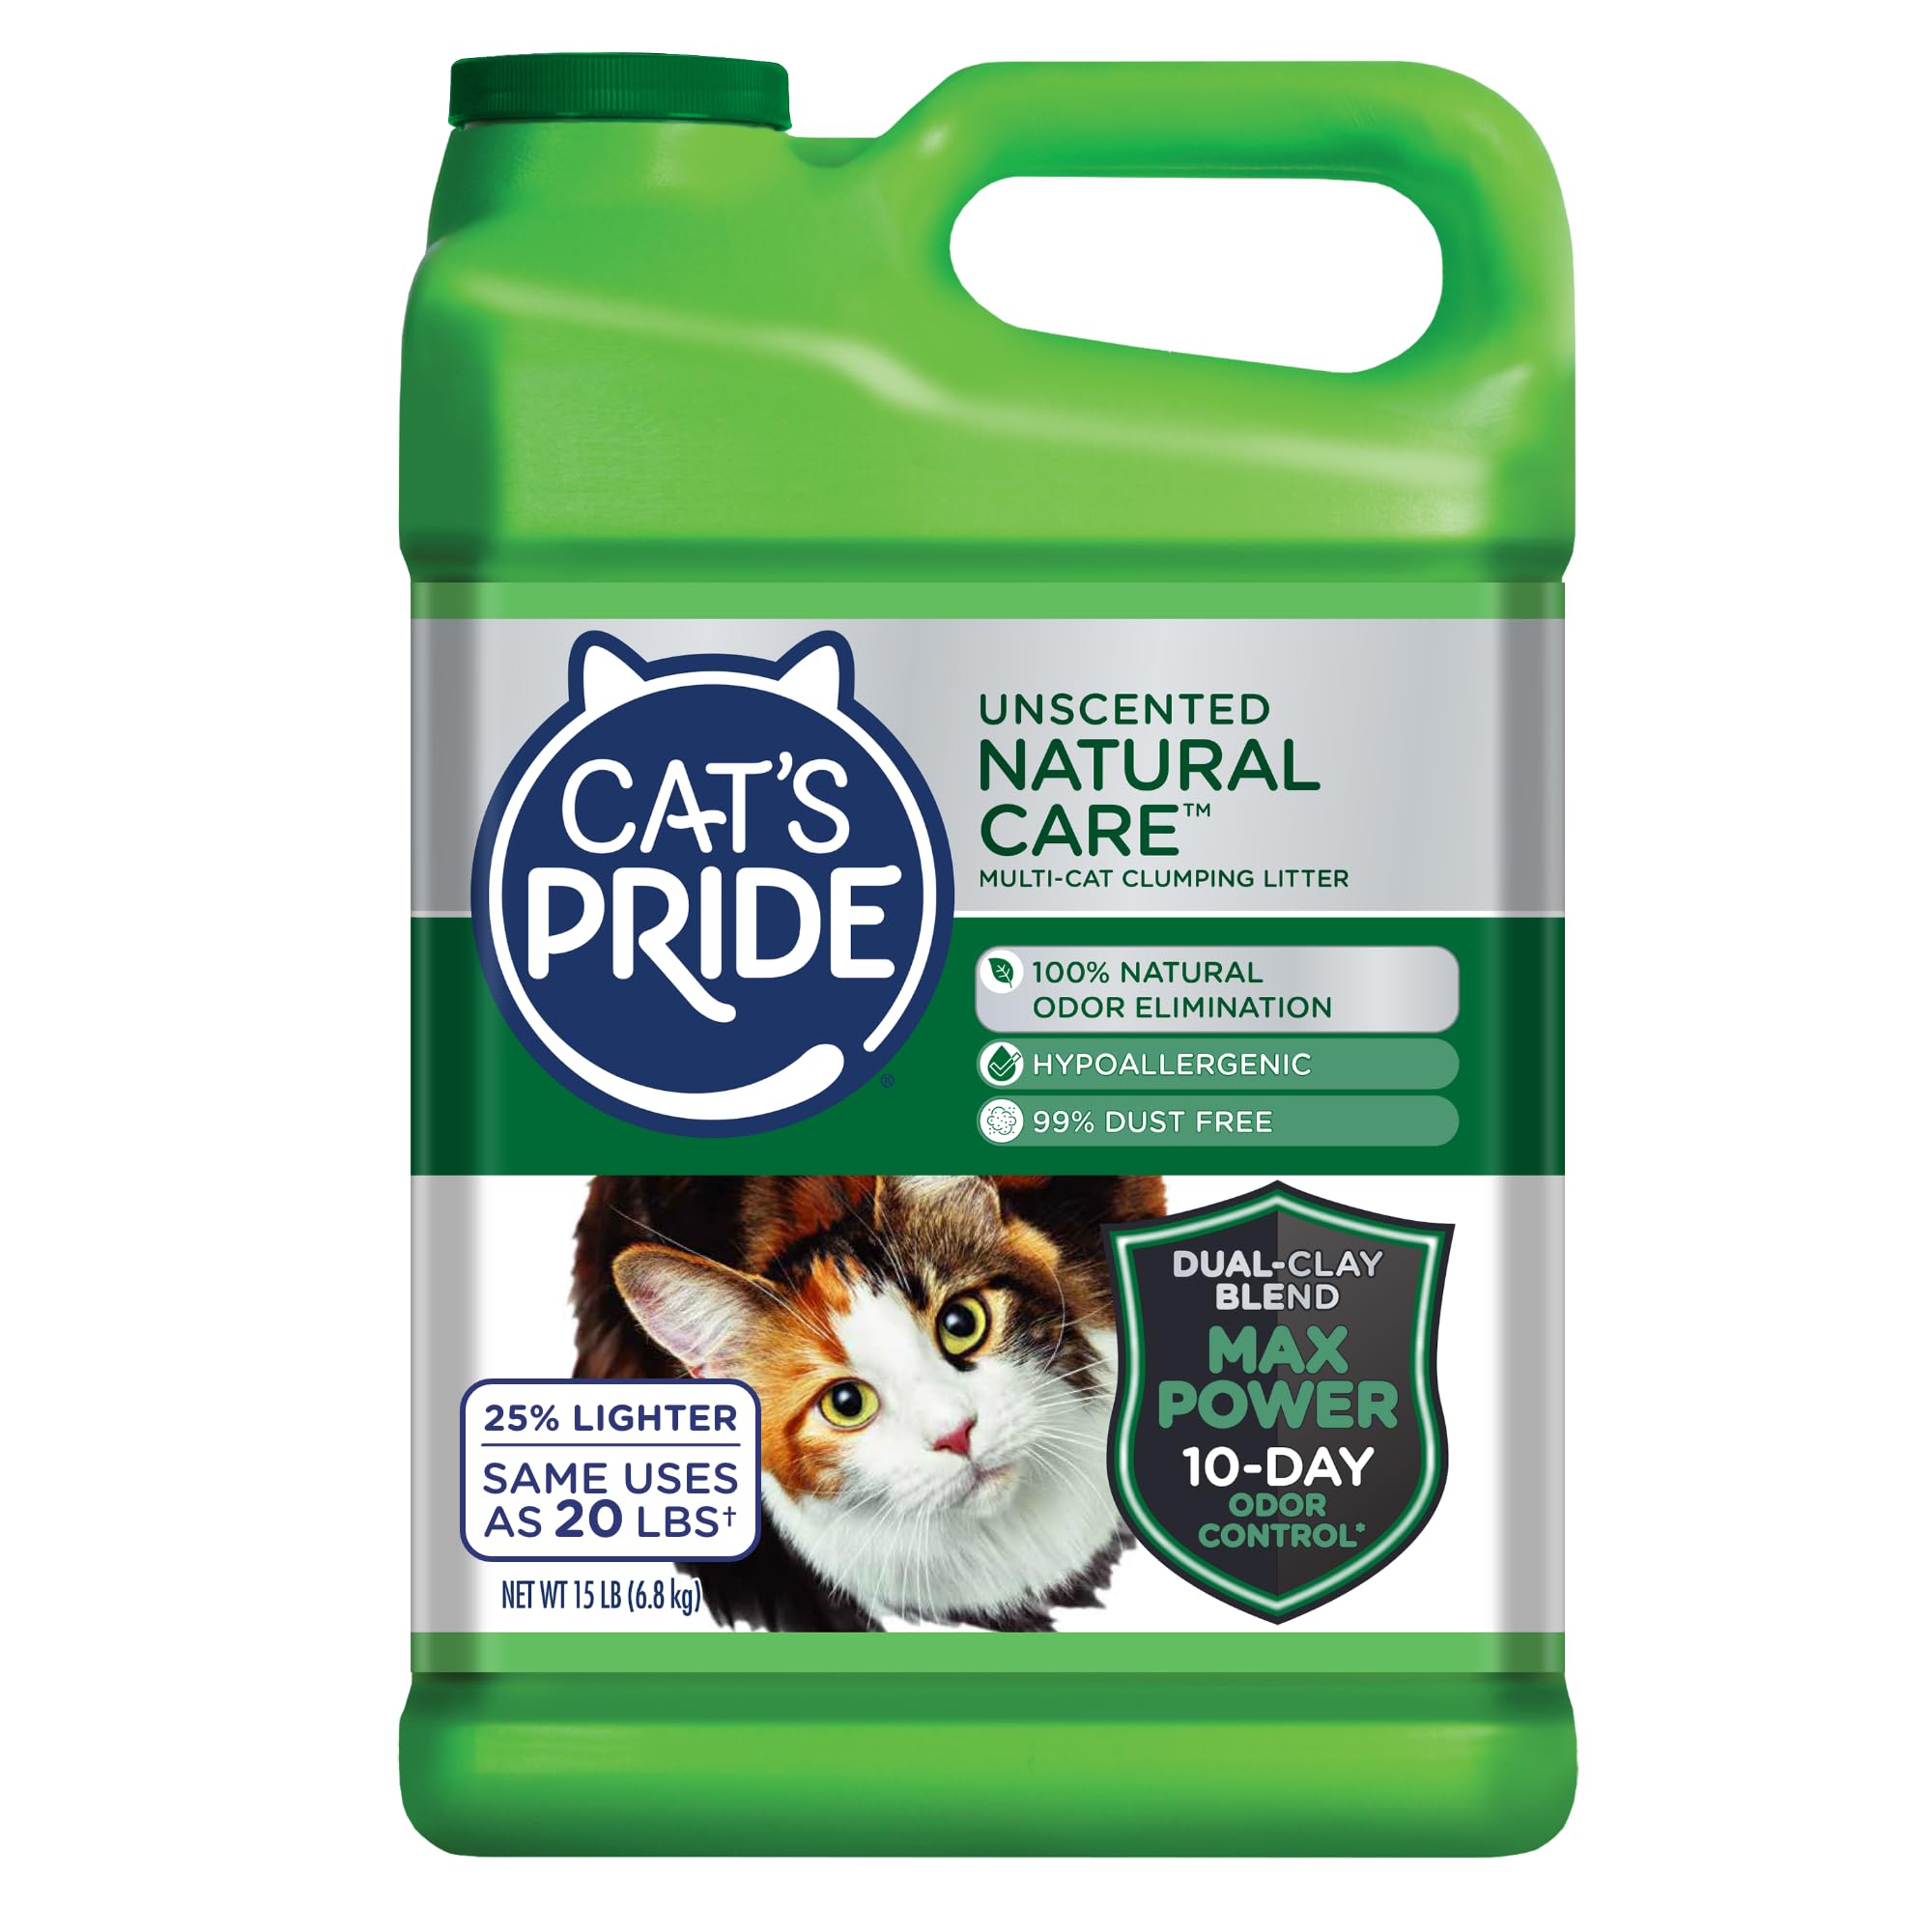 CAT'S
PRIDE
®
UNSCENTED
NATURAL
CARE™
MULTI-CAT CLUMPING LITTER
100% NATURAL
ODOR ELIMINATION
HYPOALLERGENIC
99% DUST FREE
DUAL-CLAY
BLEND
MAX
POWER
10-DAY
ODOR
CONTROL*
25% LIGHTER
SAME USES
AS 20 LBS†
NET WT 15 LB (6.8 kg)